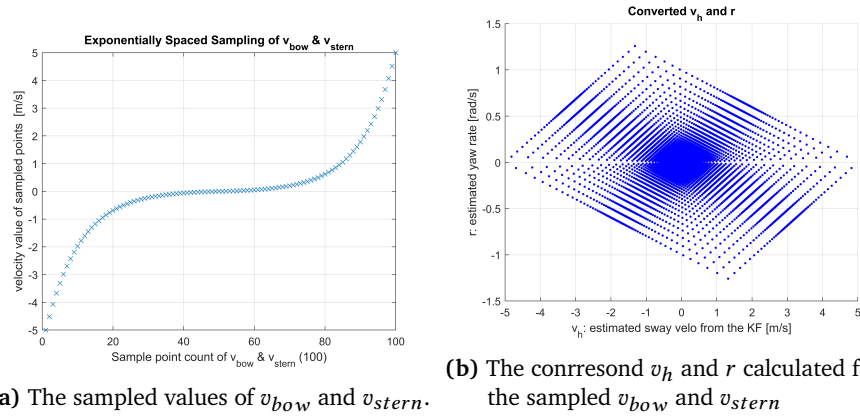 Exponentially Spaced Sampling of v_bow & v_stern
velocity value of sampled points [m/s]
5
4
3
2
1
0
-1
-2
-3
-4
-5
0 20 40 60 80 100
Sample point count of v_bow & v_stern (100)
a) The sampled values of v_bow and v_stern.
Converted v_h and r
r: estimated yaw rate [rad/s]
1.5
1
0.5
0
-0.5
-1
-1.5
-5 -4 -3 -2 -1 0 1 2 3 4 5
v_h: estimated sway velo from the KF [m/s]
(b) The conrresond v_h and r calculated f
the sampled v_bow and v_stern